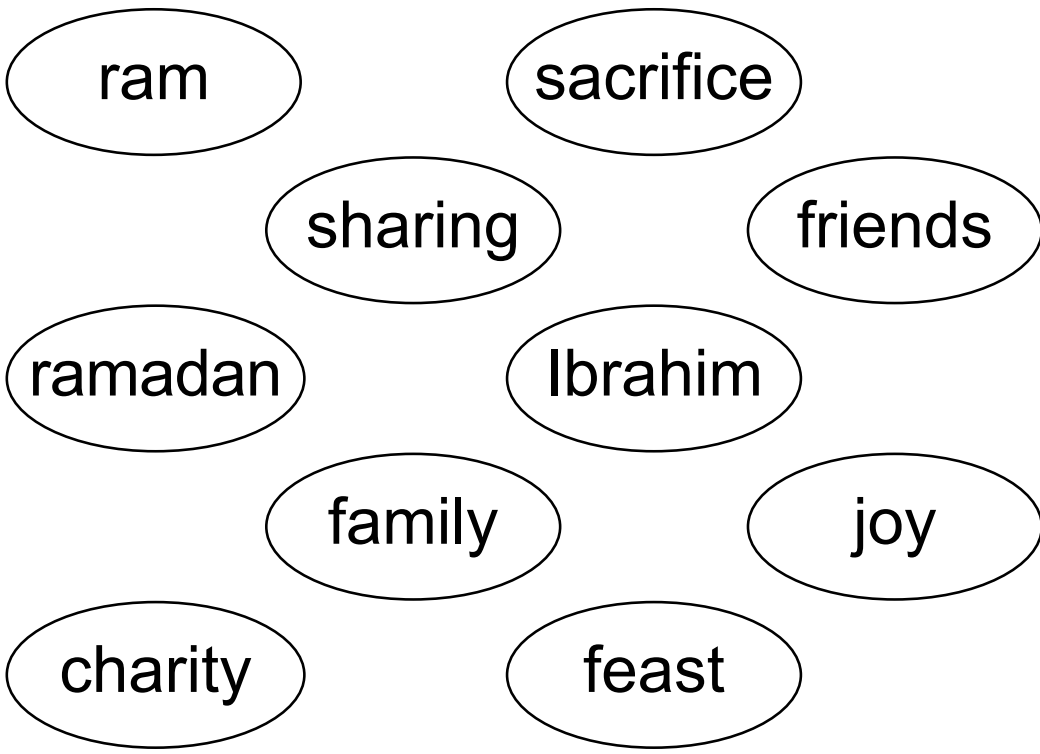 ram
sacrifice
sharing
friends
ramadan
Ibrahim
family
joy
charity
feast